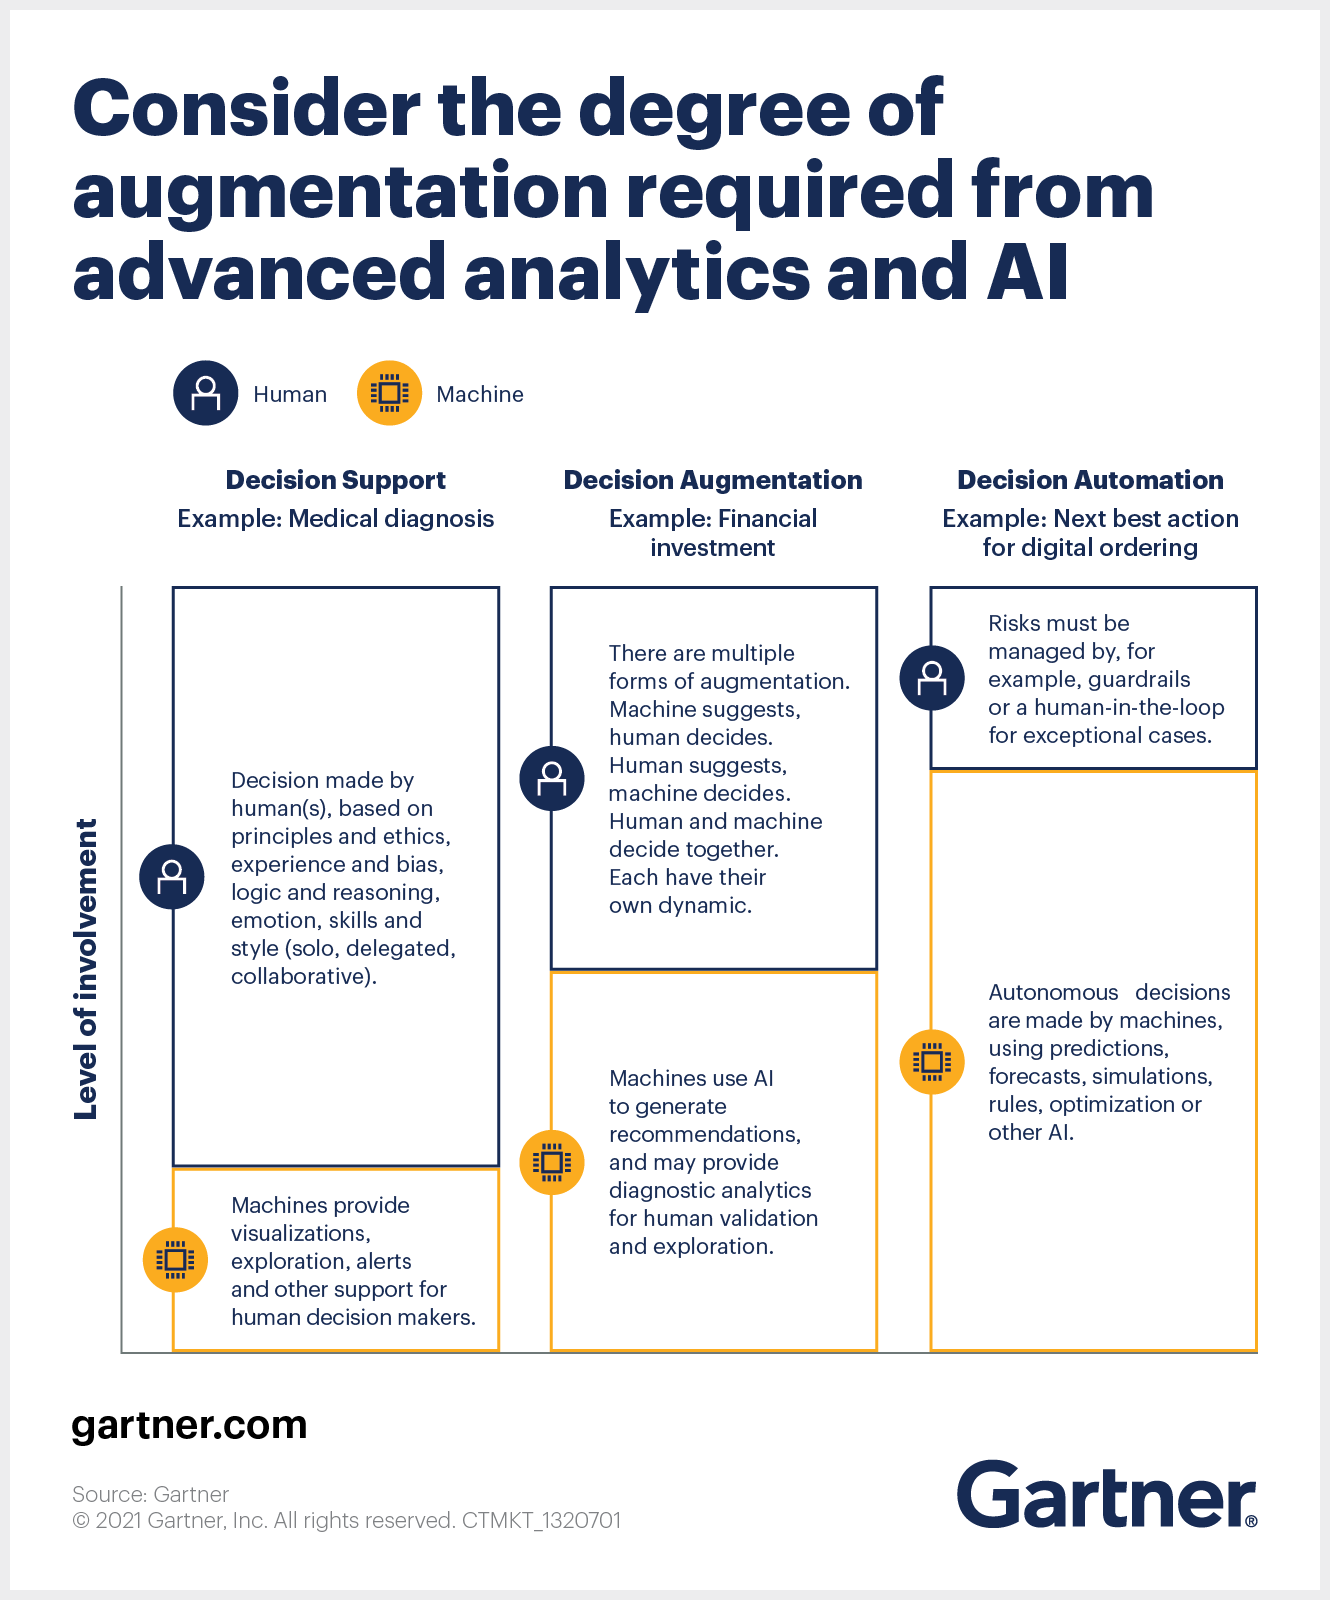 Consider the degree of
augmentation required from
advanced analytics and AI
Human
Machine
Decision Support
Example: Medical diagnosis
Decision Augmentation
Example: Financial
investment
Decision Automation
Example: Next best action
for digital ordering
Level of involvement
Decision made by
human(s), based on
principles and ethics,
experience and bias,
logic and reasoning,
emotion, skills and
style (solo, delegated,
collaborative).
Machines provide
visualizations,
exploration, alerts
and other support for
human decision makers.
There are multiple
forms of augmentation.
Machine suggests,
human decides.
Human suggests,
machine decides.
Human and machine
decide together.
Each have their
own dynamic.
Machines use AI
to generate
recommendations,
and may provide
diagnostic analytics
for human validation
and exploration.
Risks must be
managed by, for
example, guardrails
or a human-in-the-loop
for exceptional cases.
Autonomous decisions
are made by machines,
using predictions,
forecasts, simulations,
rules, optimization or
other AI.
gartner.com
Source: Gartner
© 2021 Gartner, Inc. All rights reserved. CTMKT_1320701
Gartner®